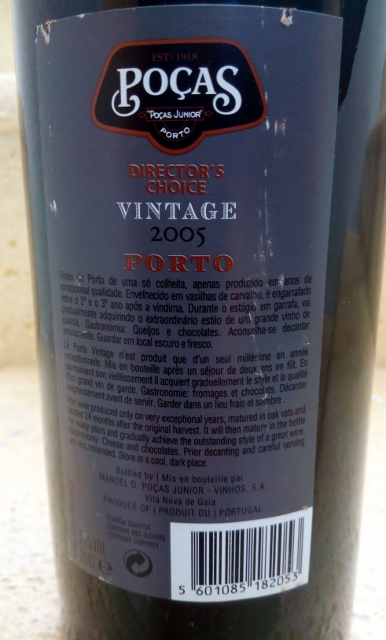 EST. 1918
POÇAS
"POÇAS JUNIOR"
PORTO
DIRECTOR'S
CHOICE
VINTAGE
2005
PORTO
Vinho do Porto de uma só colheita, apenas produzido em anos de
excepcional qualidade. Envelhecido em vasilhas de carvalho, é engarrafado
entre o 2º e o 3º ano após a vindima. Durante o estágio em garrafa, vai
gradualmente adquirindo o extraordinário estilo de um grande vinho de
guarda. Gastronomia: Queijos e chocolates. Aconselha-se decantar
previamente. Guardar em local escuro e fresco.
Le Porto Vintage n'est produit que d'un seul millésime en année
exceptionnelle. Mis en bouteille après un séjour de deux ans en fût. En
poursuivant son vieillissement il acquiert graduellement le style et la qualité
d'un grand vin de garde. Gastronomie: fromages et chocolats. Décanter
soigneusement avant de servir. Garder dans un lieu frais et sombre.
Port wine produced only on very exceptional years, matured in oak vats and
bottled 24 months after the original harvest. It will then mature in the bottle
for many years and gradually achieve the outstanding style of a great wine.
Gastronomy: Cheese and chocolates. Prior decanting and careful serving
are recommended. Store in a cool, dark place.
Bottled by | Mis en bouteille par
MANOEL D. POÇAS JUNIOR - VINHOS, S.A.
Vila Nova de Gaia
PRODUCE OF | PRODUIT DU | PORTUGAL
CONTÉM SULFITOS
CONTIENT DES SULFITES
CONTAINS SULPHITES
5 601085 182053